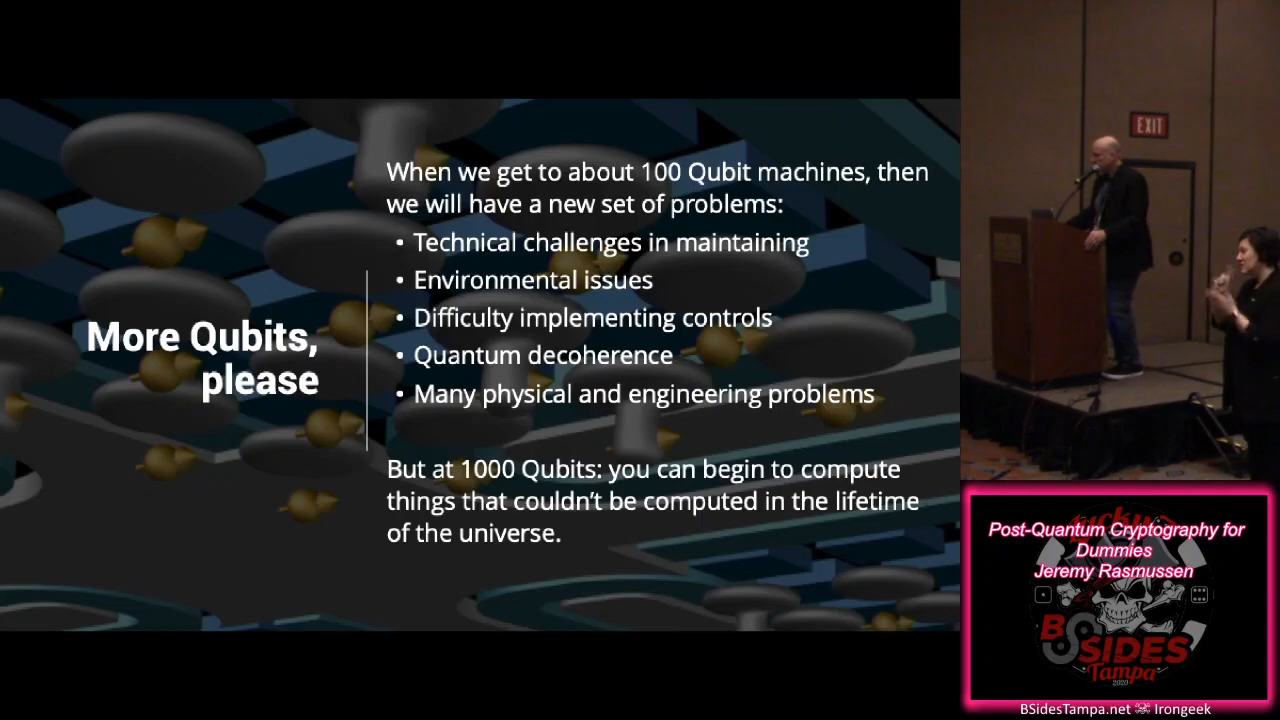 More Qubits,
please
When we get to about 100 Qubit machines, then
we will have a new set of problems:
• Technical challenges in maintaining
• Environmental issues
• Difficulty implementing controls
• Quantum decoherence
• Many physical and engineering problems
But at 1000 Qubits: you can begin to compute
things that couldn't be computed in the lifetime
of the universe.
EXIT
Post-Quantum Cryptography for
Dummies
Jeremy Rasmussen
BSIDES
Tampa
2020
BSidesTampa.net Irongeek